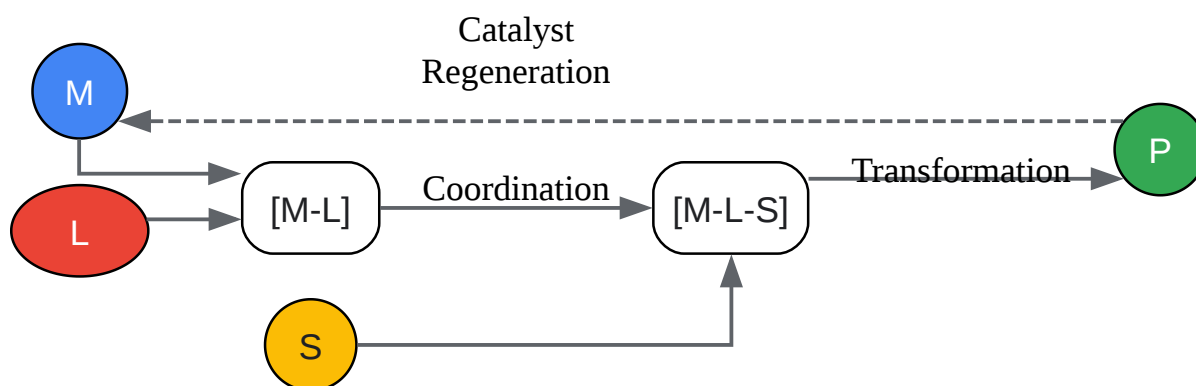 Catalyst
Regeneration
M
P
Transformation
[M-L]
Coordination
[M-L-S]
L
S